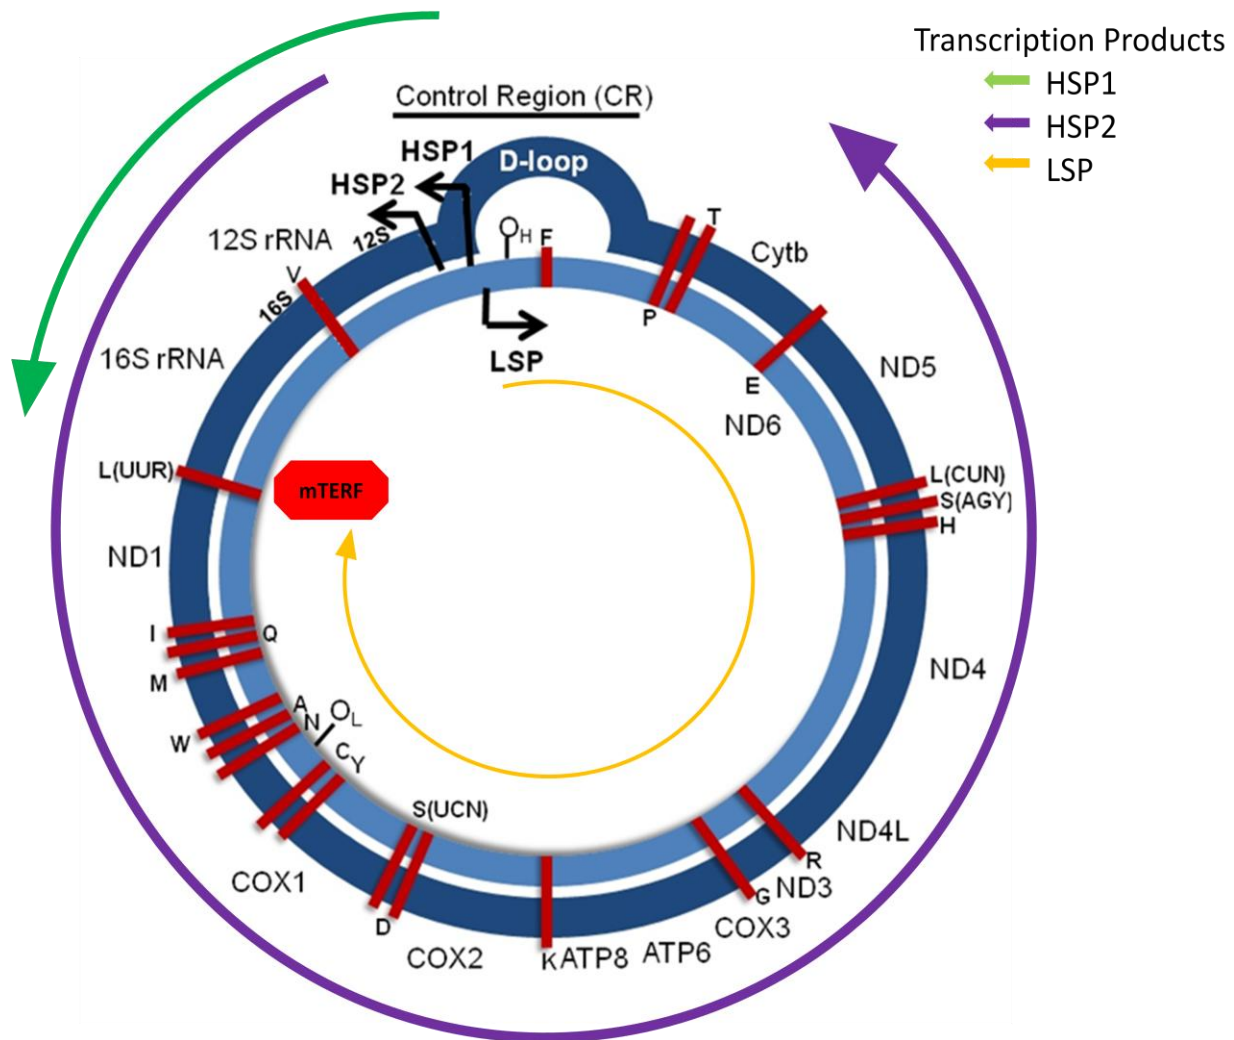 Transcription Products
HSP1
HSP2
LSP
Control Region (CR)
HSP1
D-loop
HSP2
12S rRNA
12S
OH
F
T
Cytb
V
16S
P
LSP
16S rRNA
E
ND5
ND6
L(UUR)
mTERF
L(CUN)
S(AGY)
H
ND1
I
Q
M
ND4
A
N
OL
W
C
Y
S(UCN)
ND4L
R
COX1
G
ND3
D
COX3
COX2
K
ATP8
ATP6